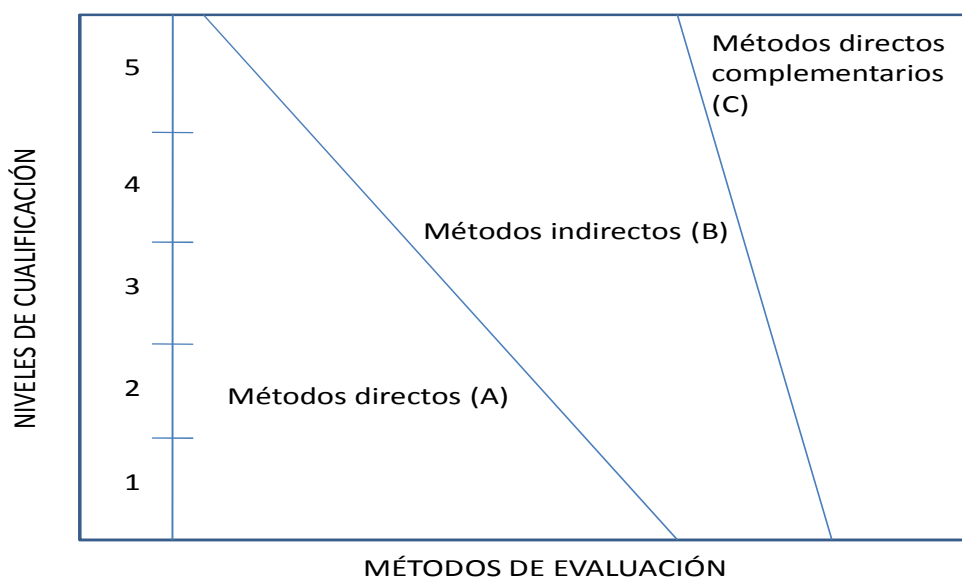 Métodos directos
complementarios
(C)
5
4
Métodos indirectos (B)
3
2
Métodos directos (A)
1
NIVELES DE CUALIFICACIÓN
MÉTODOS DE EVALUACIÓN